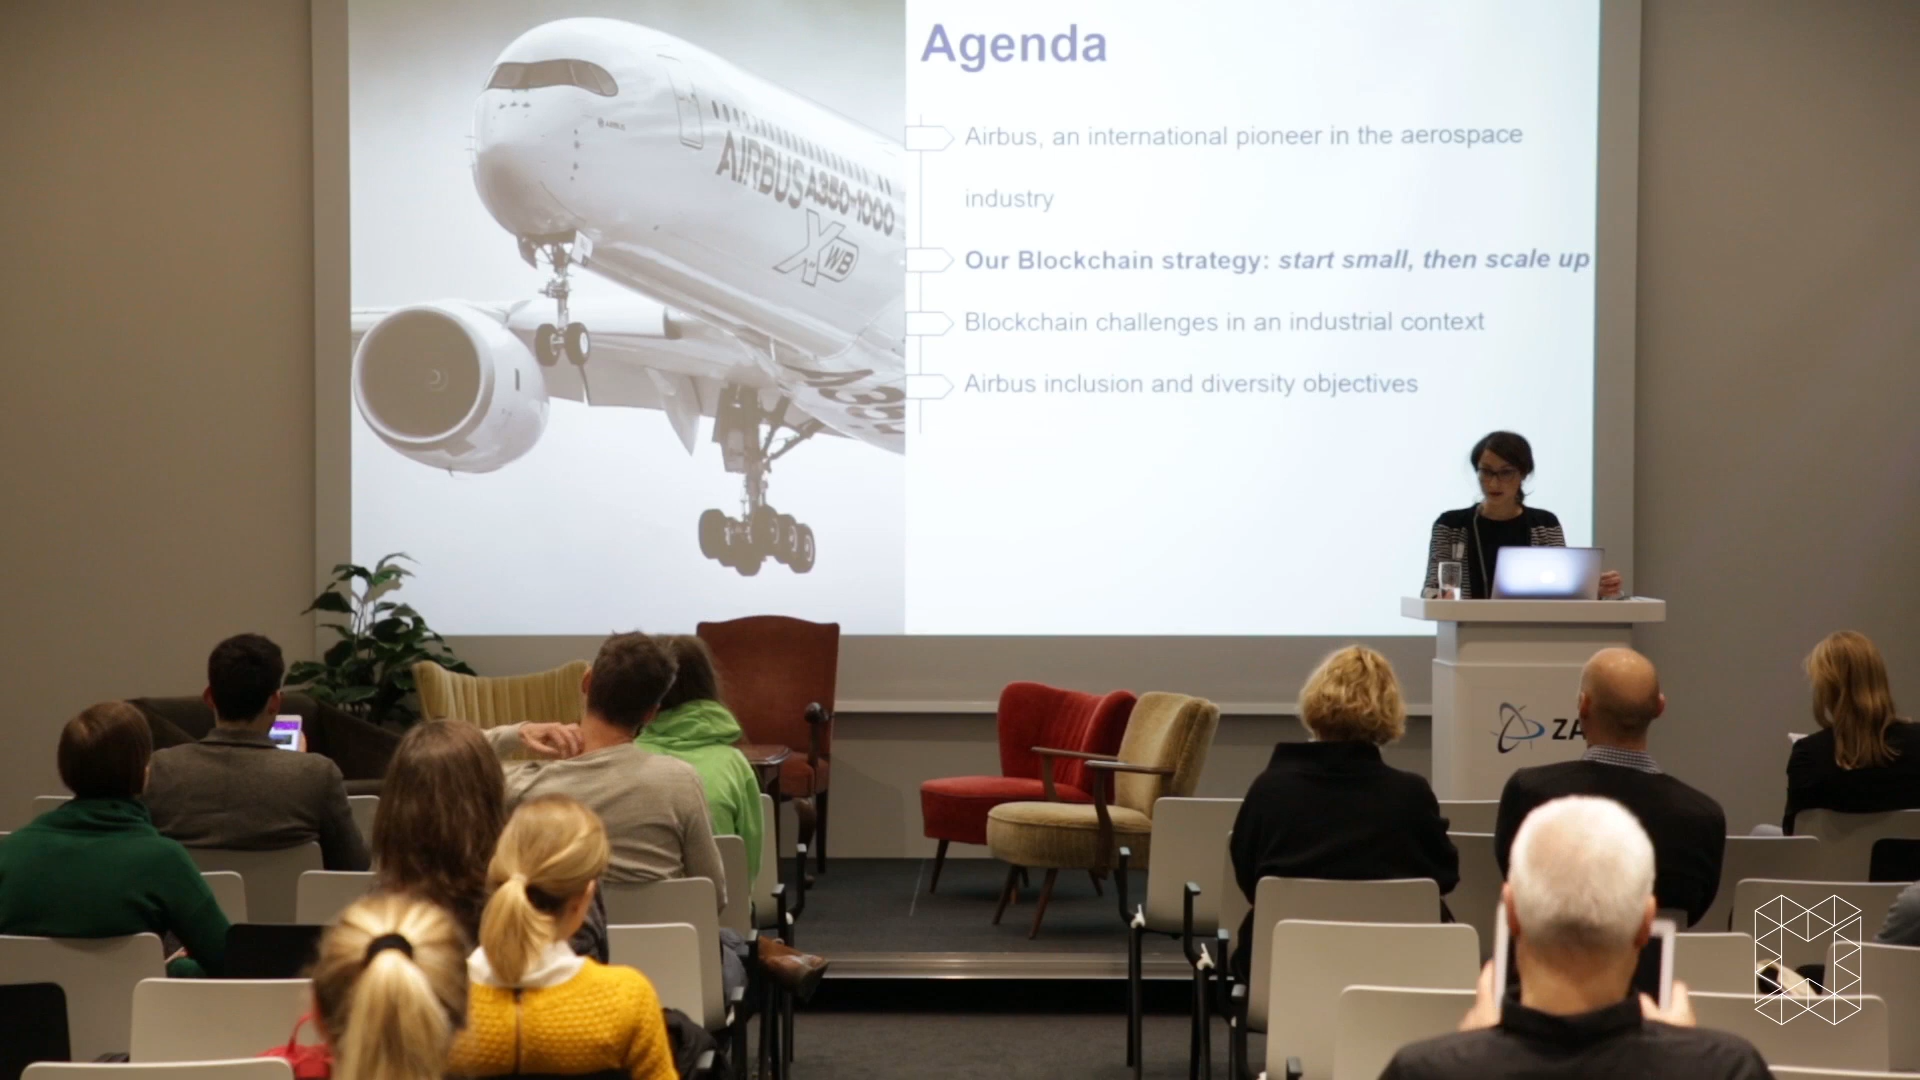 Agenda
Airbus, an international pioneer in the aerospace
industry
Our Blockchain strategy: start small, then scale up
Blockchain challenges in an industrial context
Airbus inclusion and diversity objectives
AIRBUS A350-1000
XWB